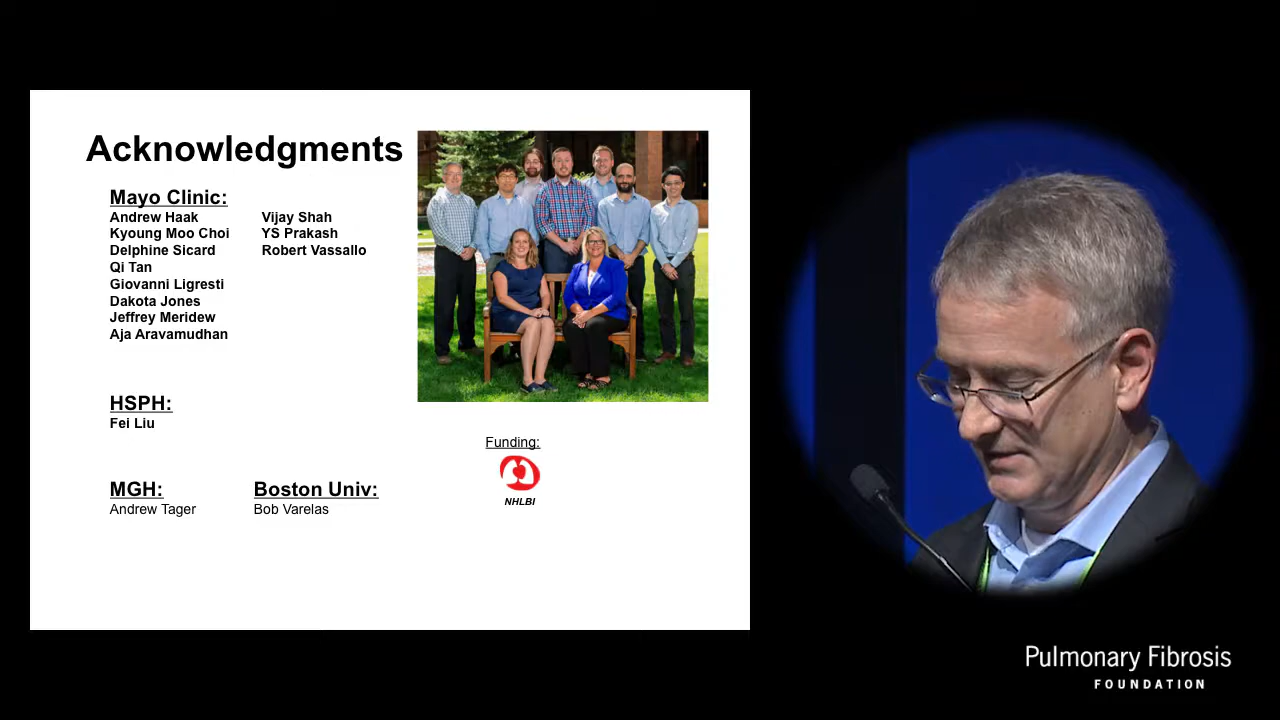 Acknowledgments
Mayo Clinic:
Andrew Haak
Kyoung Moo Choi
Delphine Sicard
Qi Tan
Giovanni Ligresti
Dakota Jones
Jeffrey Meridew
Aja Aravamudhan
Vijay Shah
YS Prakash
Robert Vassallo
HSPH:
Fei Liu
MGH:
Andrew Tager
Boston Univ:
Bob Varelas
Funding:
NHLBI
Pulmonary Fibrosis
FOUNDATION